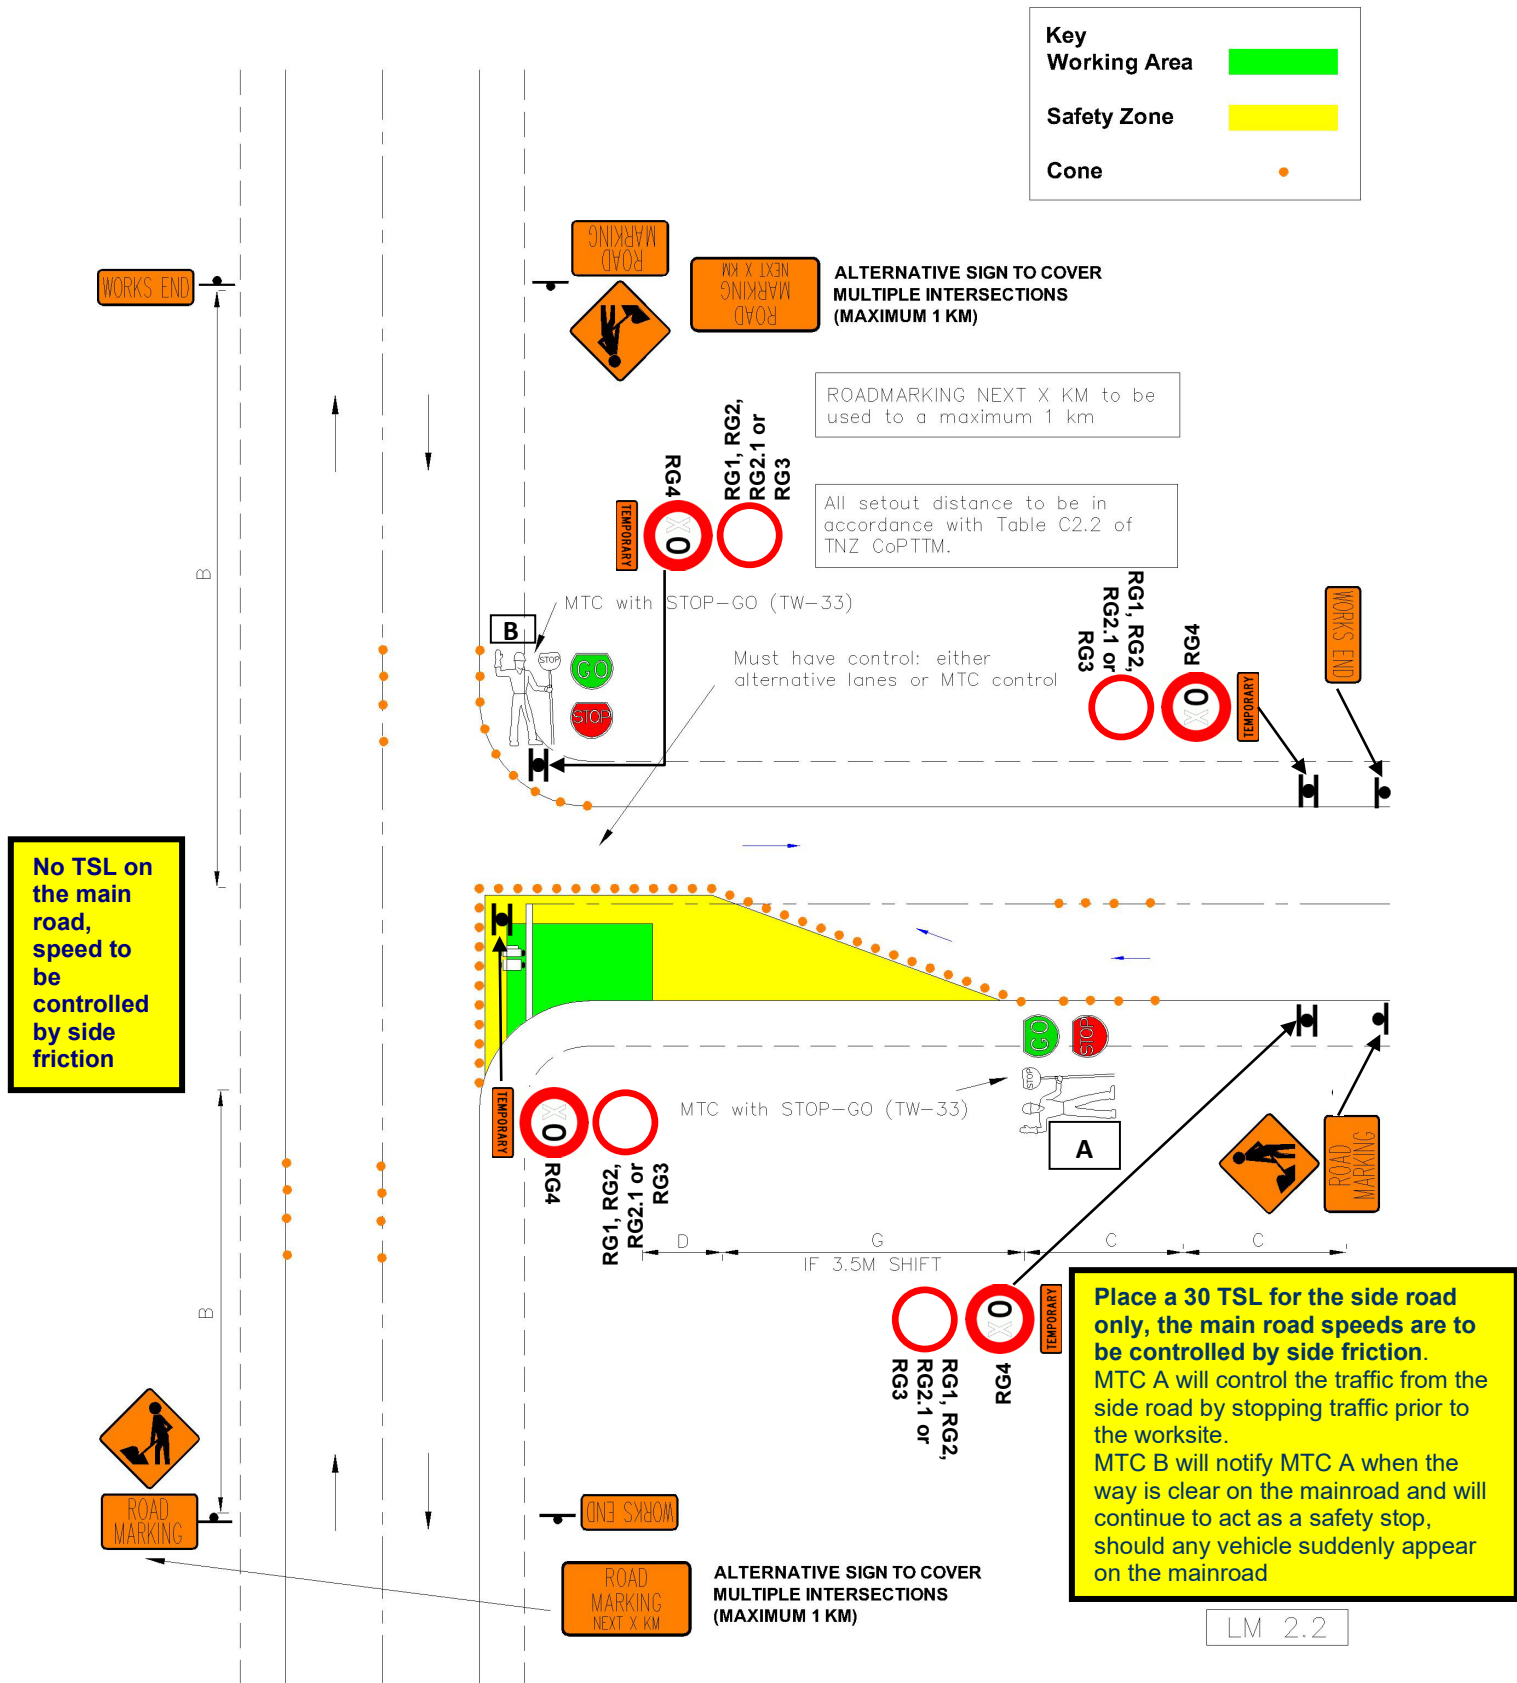 Key
Working Area
Safety Zone
Cone
WORKS END
ROAD
MARKING
ROAD
MARKING
NEXT X KM
ALTERNATIVE SIGN TO COVER
MULTIPLE INTERSECTIONS
(MAXIMUM 1 KM)
ROADMARKING NEXT X KM to be
used to a maximum 1 km
RG4
RG1, RG2,
RG2.1 or
RG3
TEMPORARY
X0
All setout distance to be in
accordance with Table C2.2 of
TNZ CoPTTM.
B
MTC with STOP-GO (TW-33)
B
STOP
GO
STOP
Must have control: either
alternative lanes or MTC control
RG1, RG2,
RG2.1 or
RG3
RG4
X0
TEMPORARY
WORKS END
No TSL on
the main
road,
speed to
be
controlled
by side
friction
GO
STOP
STOP
MTC with STOP-GO (TW-33)
A
TEMPORARY
X0
RG4
RG1, RG2,
RG2.1 or
RG3
ROAD
MARKING
D
G
C
C
IF 3.5M SHIFT
B
X0
TEMPORARY
RG4
RG1, RG2,
RG2.1 or
RG3
Place a 30 TSL for the side road
only, the main road speeds are to
be controlled by side friction.
MTC A will control the traffic from the
side road by stopping traffic prior to
the worksite.
MTC B will notify MTC A when the
way is clear on the mainroad and will
continue to act as a safety stop,
should any vehicle suddenly appear
on the mainroad
ROAD
MARKING
WORKS END
ROAD
MARKING
NEXT X KM
ALTERNATIVE SIGN TO COVER
MULTIPLE INTERSECTIONS
(MAXIMUM 1 KM)
LM 2.2